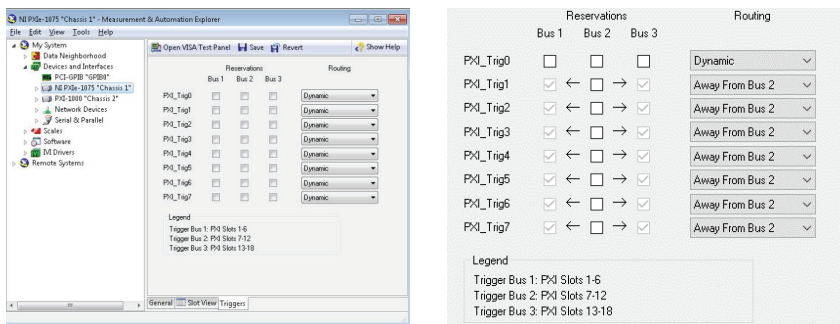 NI PXIe-1075 "Chassis 1" - Measurement & Automation Explorer
File Edit View Tools Help
My System
Data Neighborhood
Devices and Interfaces
PCI-GPIB "GPIB0"
NI PXIe-1075 "Chassis 1"
PXI-1000 "Chassis 2"
Network Devices
Serial & Parallel
Scales
Software
IVI Drivers
Remote Systems
Open VISA Test Panel Save Revert Show Help
Reservations Routing
Bus 1 Bus 2 Bus 3
PXI_Trig0 Dynamic
PXI_Trig1 Dynamic
PXI_Trig2 Dynamic
PXI_Trig3 Dynamic
PXI_Trig4 Dynamic
PXI_Trig5 Dynamic
PXI_Trig6 Dynamic
PXI_Trig7 Dynamic
Legend
Trigger Bus 1: PXI Slots 1-6
Trigger Bus 2: PXI Slots 7-12
Trigger Bus 3: PXI Slots 13-18
General Slot View Triggers
Reservations Routing
Bus 1 Bus 2 Bus 3
PXI_Trig0 Dynamic
PXI_Trig1 ← → Away From Bus 2
PXI_Trig2 ← → Away From Bus 2
PXI_Trig3 ← → Away From Bus 2
PXI_Trig4 ← → Away From Bus 2
PXI_Trig5 ← → Away From Bus 2
PXI_Trig6 ← → Away From Bus 2
PXI_Trig7 ← → Away From Bus 2
Legend
Trigger Bus 1: PXI Slots 1-6
Trigger Bus 2: PXI Slots 7-12
Trigger Bus 3: PXI Slots 13-18